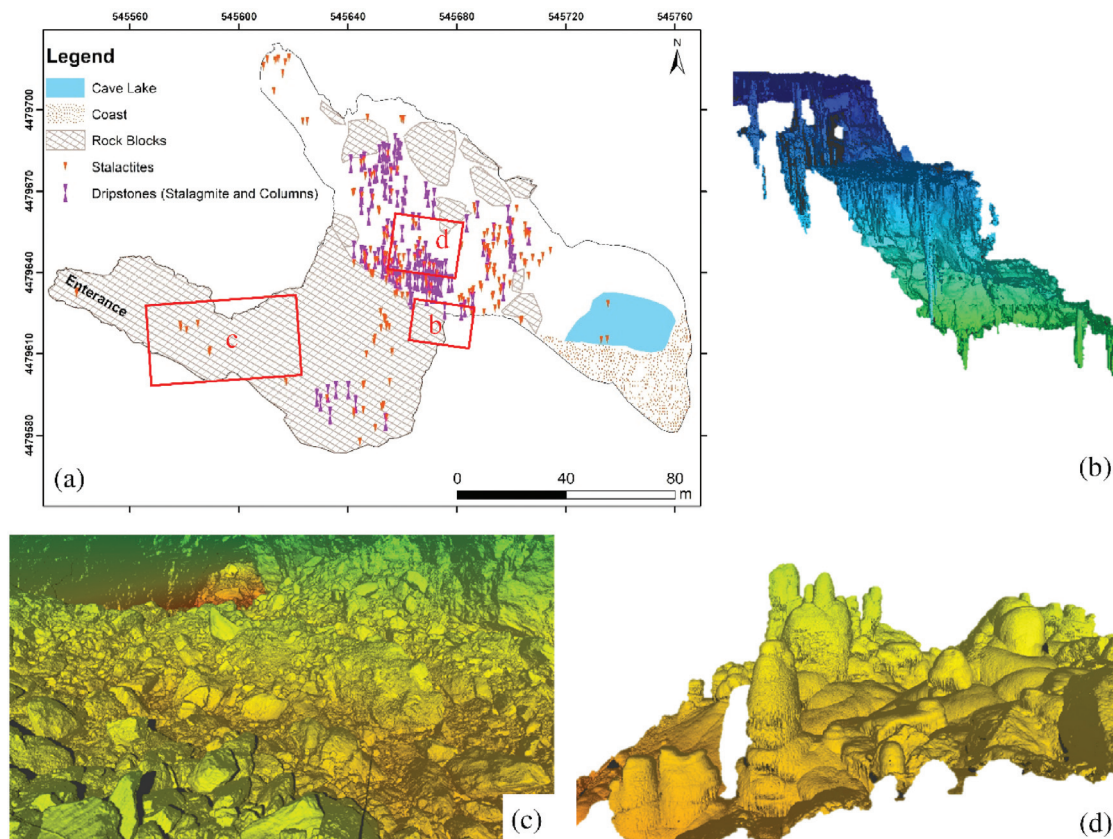 545560 545600 545640 545680 545720 545760
Legend
Cave Lake
Coast
Rock Blocks
Stalactites
Dripstones (Stalagmite and Columns)
N
4479700
4479670
4479640
4479610
4479580
Enterance
c
d
b
0 40 80
m
(a)
(b)
(c)
(d)